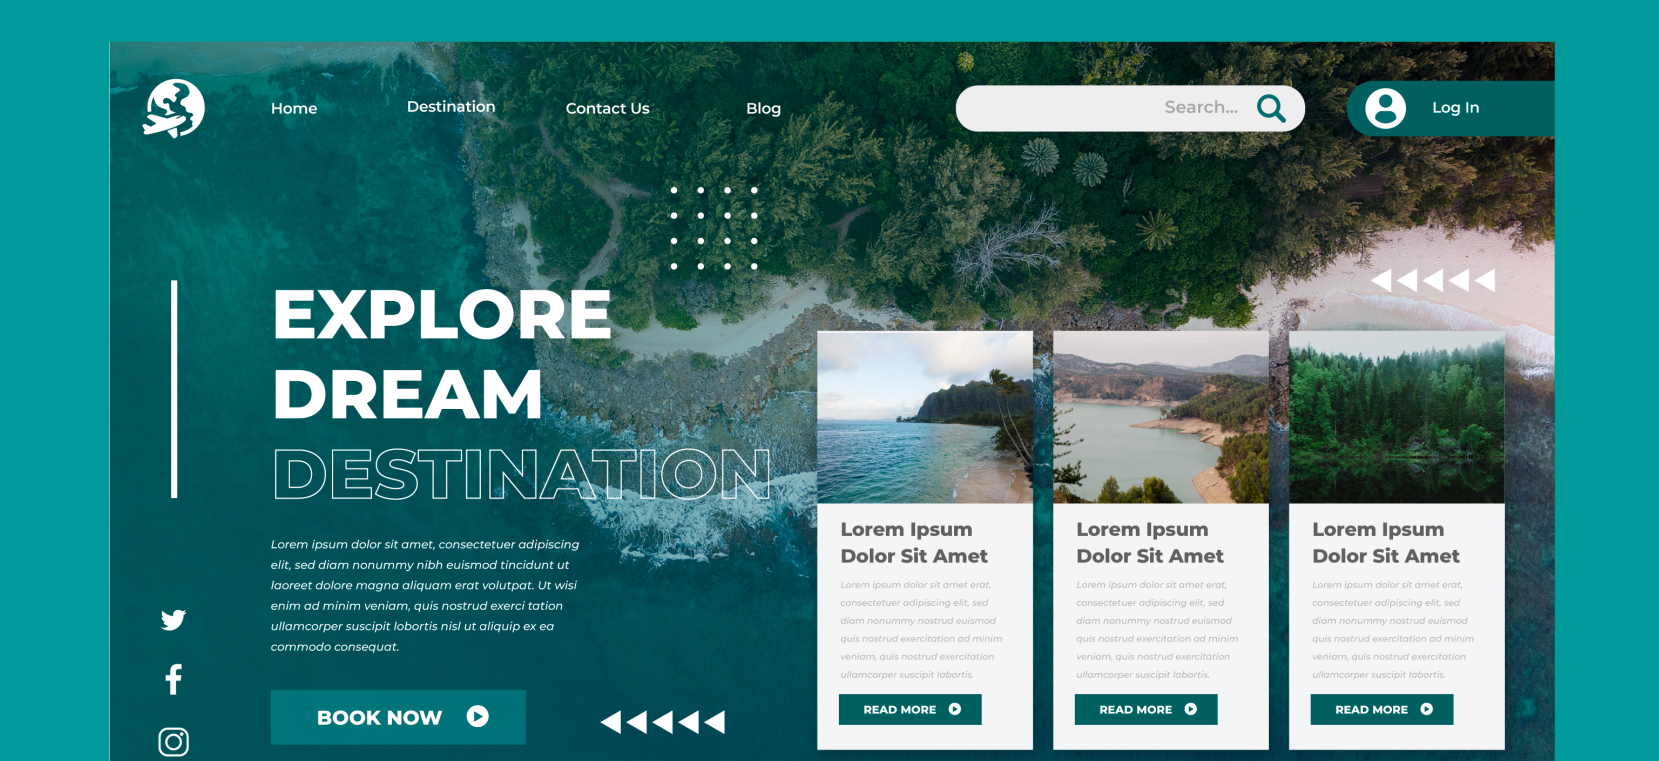 Home
Destination
Contact Us
Blog
Search...
Log In
EXPLORE
DREAM
DESTINATION
Lorem ipsum dolor sit amet, consectetuer adipiscing
elit, sed diam nonummy nibh euismod tincidunt ut
laoreet dolore magna aliquam erat volutpat. Ut wisi
enim ad minim veniam, quis nostrud exerci tation
ullamcorper suscipit lobortis nisl ut aliquip ex ea
commodo consequat.
BOOK NOW
Lorem Ipsum
Dolor Sit Amet
Lorem ipsum dolor sit amet erat,
consectetuer adipiscing elit, sed
diam nonummy nostrud euismod
quis nostrud exercitation ad minim
veniam, quis nostrud exercitation
ullamcorper suscipit lobortis.
READ MORE
Lorem Ipsum
Dolor Sit Amet
Lorem ipsum dolor sit amet erat,
consectetuer adipiscing elit, sed
diam nonummy nostrud euismod
quis nostrud exercitation ad minim
veniam, quis nostrud exercitation
ullamcorper suscipit lobortis.
READ MORE
Lorem Ipsum
Dolor Sit Amet
Lorem ipsum dolor sit amet erat,
consectetuer adipiscing elit, sed
diam nonummy nostrud euismod
quis nostrud exercitation ad minim
veniam, quis nostrud exercitation
ullamcorper suscipit lobortis.
READ MORE